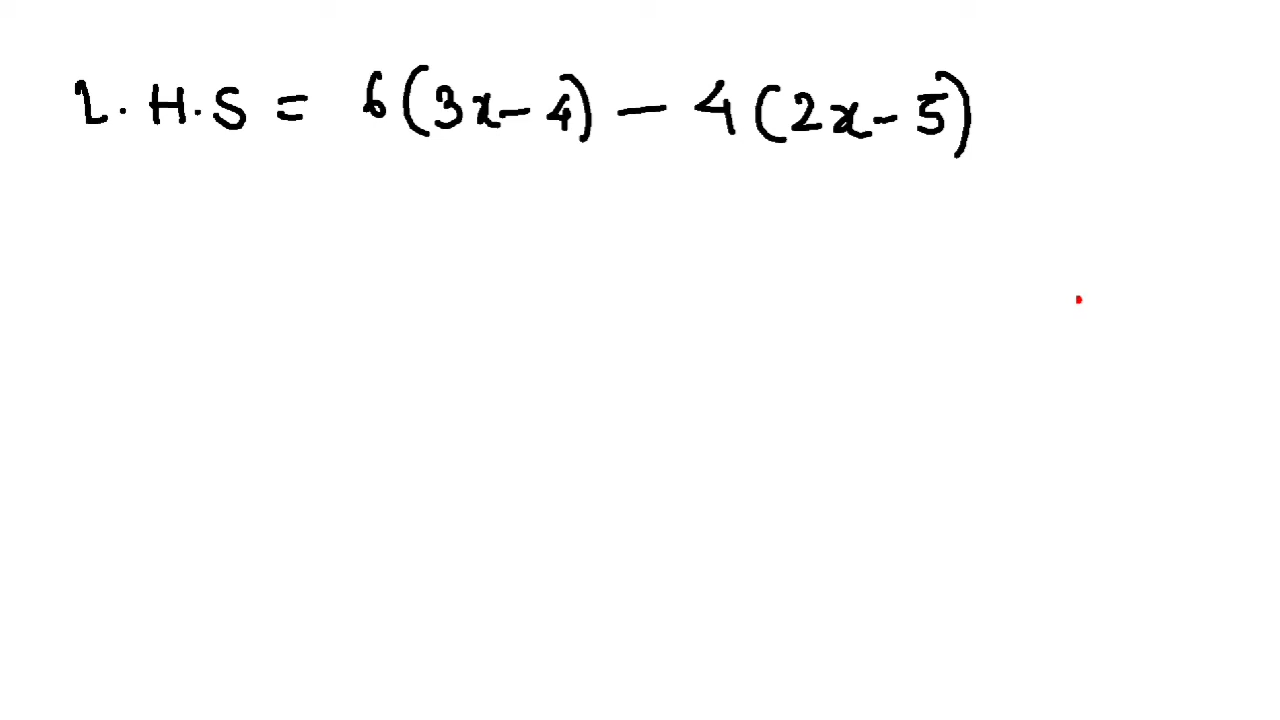 L.H.S = 6(3x-4) - 4(2x-5)